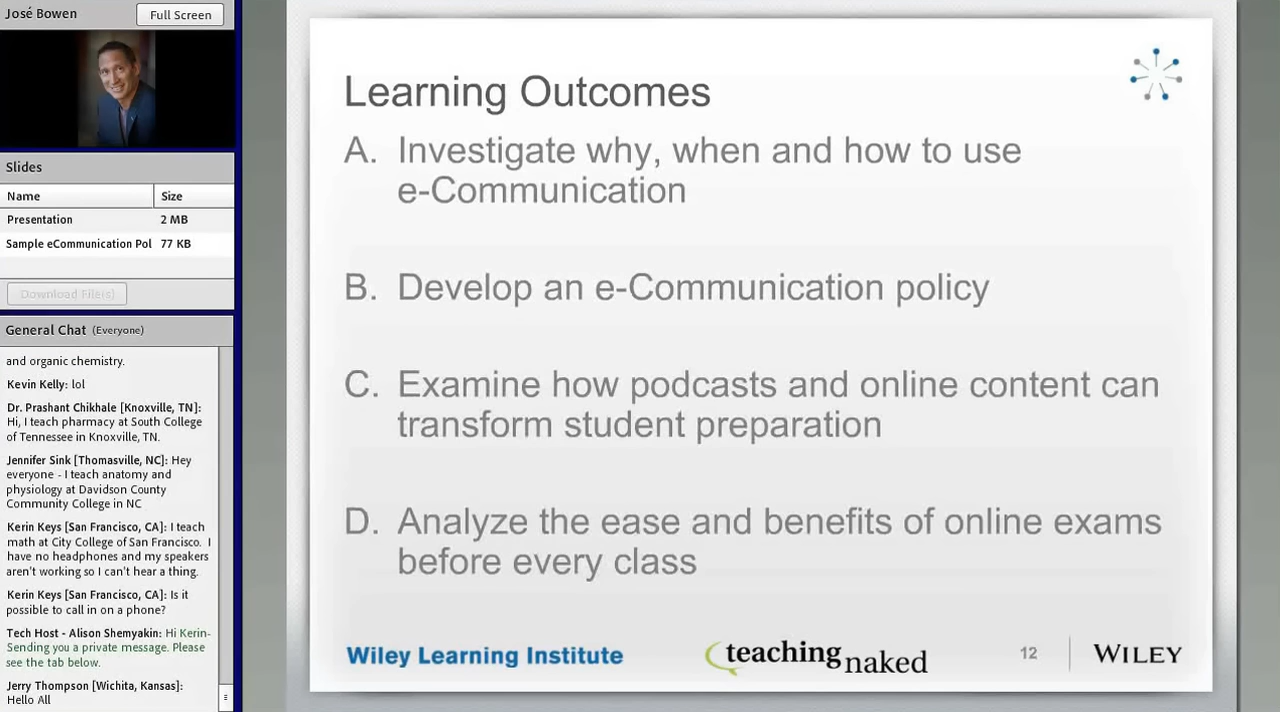 José Bowen
Full Screen
Slides
Name Size
Presentation 2 MB
Sample eCommunication Pol 77 KB
Download File(s)
General Chat (Everyone)
and organic chemistry.
Kevin Kelly: lol
Dr. Prashant Chikhale [Knoxville, TN]:
Hi, I teach pharmacy at South College
of Tennessee in Knoxville, TN.
Jennifer Sink [Thomasville, NC]: Hey
everyone - I teach anatomy and
physiology at Davidson County
Community College in NC
Kerin Keys [San Francisco, CA]: I teach
math at City College of San Francisco. I
have no headphones and my speakers
aren't working so I can't hear a thing.
Kerin Keys [San Francisco, CA]: Is it
possible to call in on a phone?
Tech Host - Alison Shemyakin: Hi Kerin-
Sending you a private message. Please
see the tab below.
Jerry Thompson [Wichita, Kansas]:
Hello All
Learning Outcomes
A. Investigate why, when and how to use
e-Communication
B. Develop an e-Communication policy
C. Examine how podcasts and online content can
transform student preparation
D. Analyze the ease and benefits of online exams
before every class
Wiley Learning Institute
teaching naked
12
WILEY